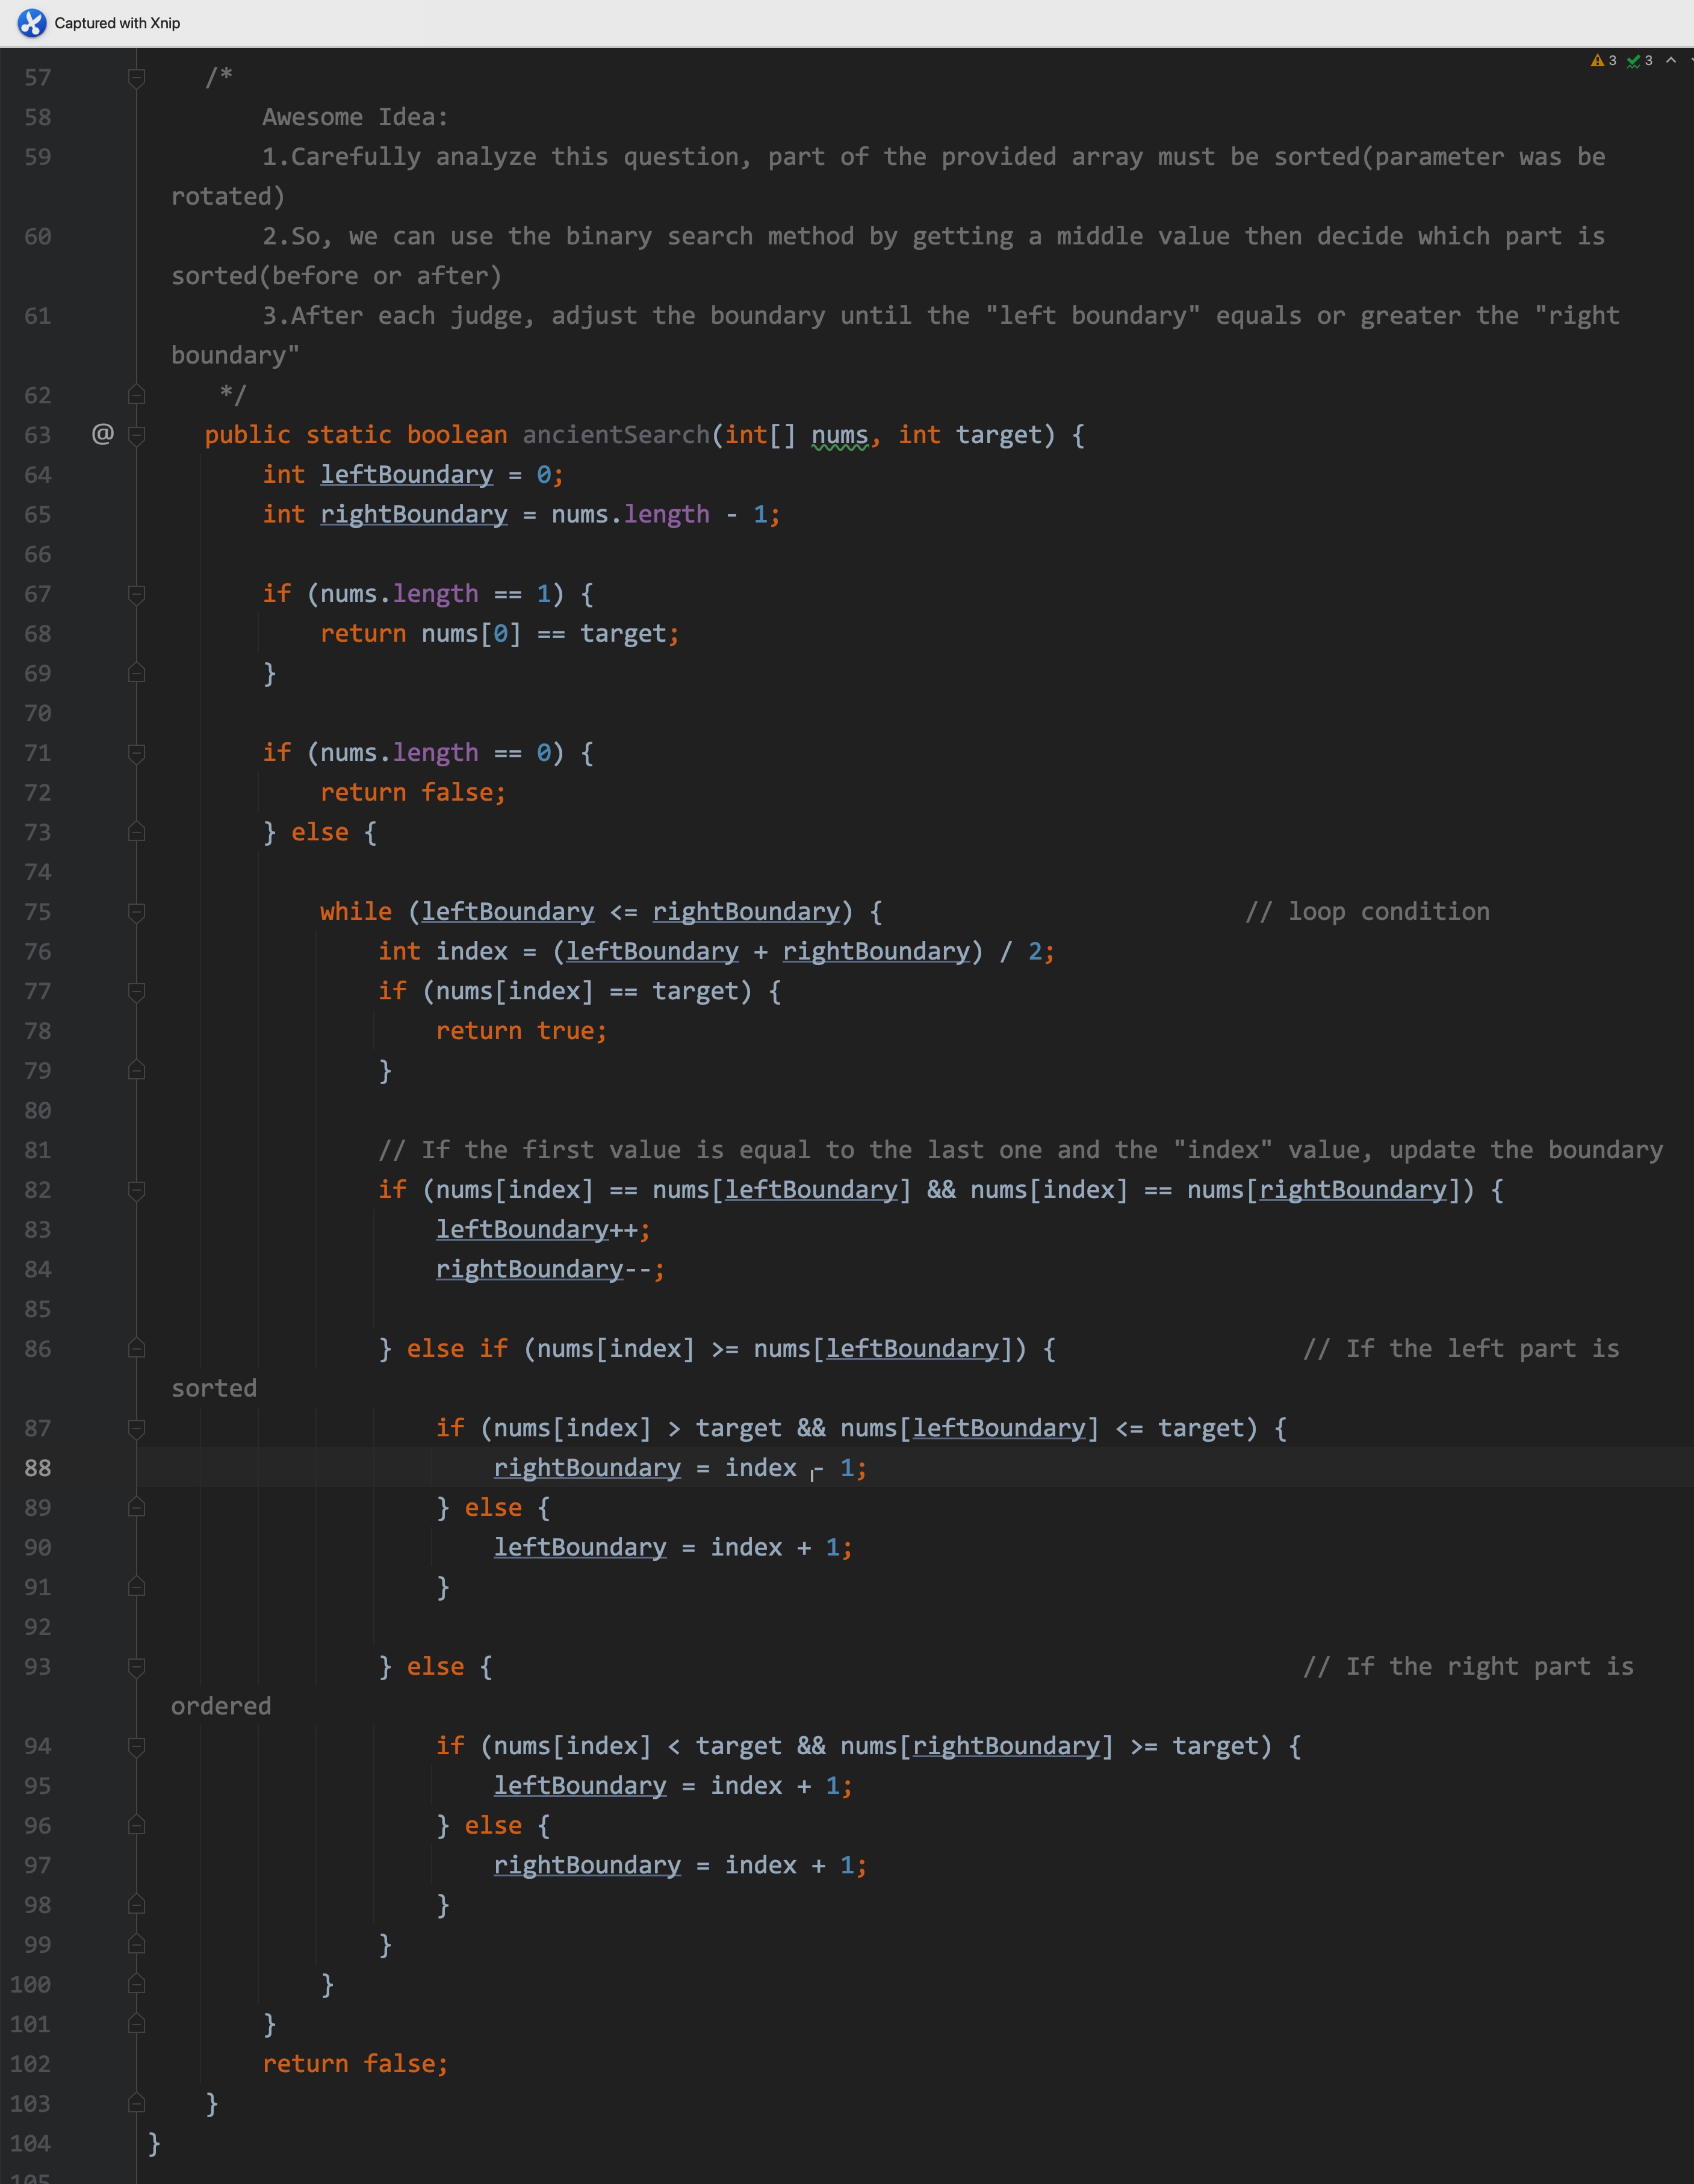 Captured with Xnip
3 3
57 /*
58 Awesome Idea:
59 1.Carefully analyze this question, part of the provided array must be sorted(parameter was be
rotated)
60 2.So, we can use the binary search method by getting a middle value then decide which part is
sorted(before or after)
61 3.After each judge, adjust the boundary until the "left boundary" equals or greater the "right
boundary"
62 */
63 @ public static boolean ancientSearch(int[] nums, int target) {
64 int leftBoundary = 0;
65 int rightBoundary = nums.length - 1;
66
67 if (nums.length == 1) {
68 return nums[0] == target;
69 }
70
71 if (nums.length == 0) {
72 return false;
73 } else {
74
75 while (leftBoundary <= rightBoundary) { // loop condition
76 int index = (leftBoundary + rightBoundary) / 2;
77 if (nums[index] == target) {
78 return true;
79 }
80
81 // If the first value is equal to the last one and the "index" value, update the boundary
82 if (nums[index] == nums[leftBoundary] && nums[index] == nums[rightBoundary]) {
83 leftBoundary++;
84 rightBoundary--;
85
86 } else if (nums[index] >= nums[leftBoundary]) { // If the left part is
sorted
87 if (nums[index] > target && nums[leftBoundary] <= target) {
88 rightBoundary = index - 1;
89 } else {
90 leftBoundary = index + 1;
91 }
92
93 } else { // If the right part is
ordered
94 if (nums[index] < target && nums[rightBoundary] >= target) {
95 leftBoundary = index + 1;
96 } else {
97 rightBoundary = index + 1;
98 }
99 }
100 }
101 }
102 return false;
103 }
104 }
105